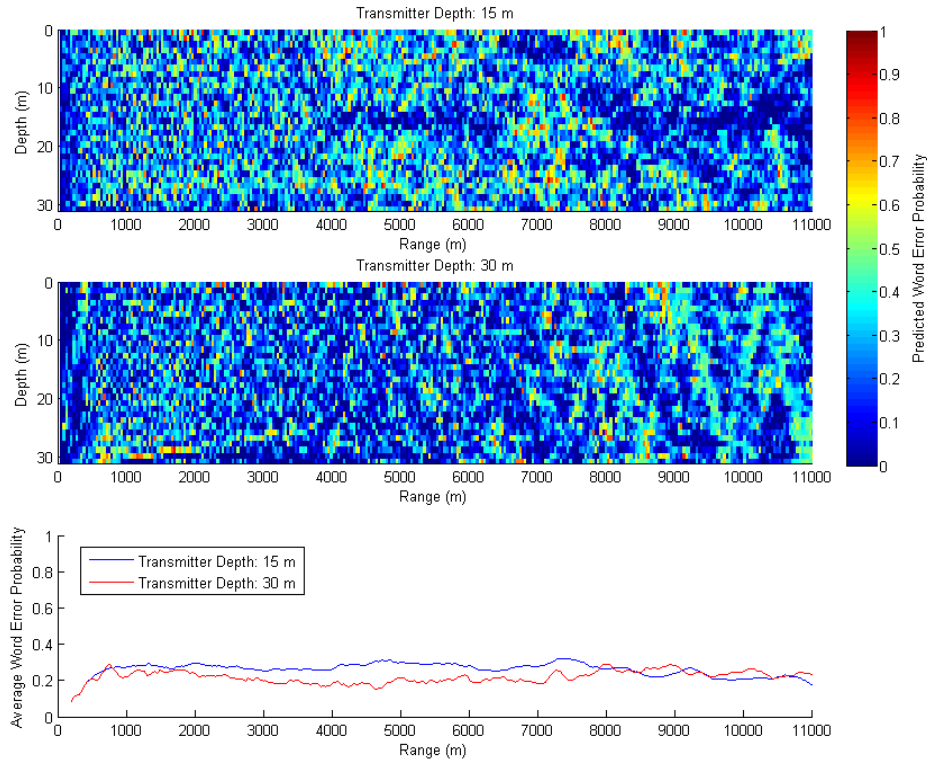 Transmitter Depth: 15 m
0
10
20
30
Depth (m)
0 1000 2000 3000 4000 5000 6000 7000 8000 9000 10000 11000
Range (m)
Transmitter Depth: 30 m
0
10
20
30
Depth (m)
0 1000 2000 3000 4000 5000 6000 7000 8000 9000 10000 11000
Range (m)
1
0.9
0.8
0.7
0.6
0.5
0.4
0.3
0.2
0.1
0
Predicted Word Error Probability
1
0.8
0.6
0.4
0.2
0
Average Word Error Probability
Transmitter Depth: 15 m
Transmitter Depth: 30 m
0 1000 2000 3000 4000 5000 6000 7000 8000 9000 10000 11000
Range (m)